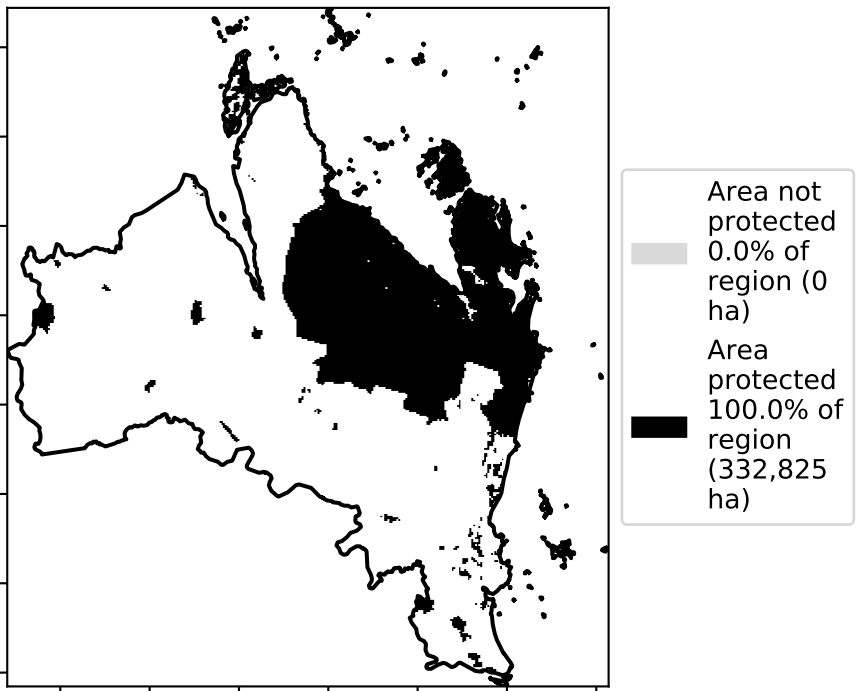 Area not
protected
0.0% of
region (0
ha)
Area
protected
100.0% of
region
(332,825
ha)